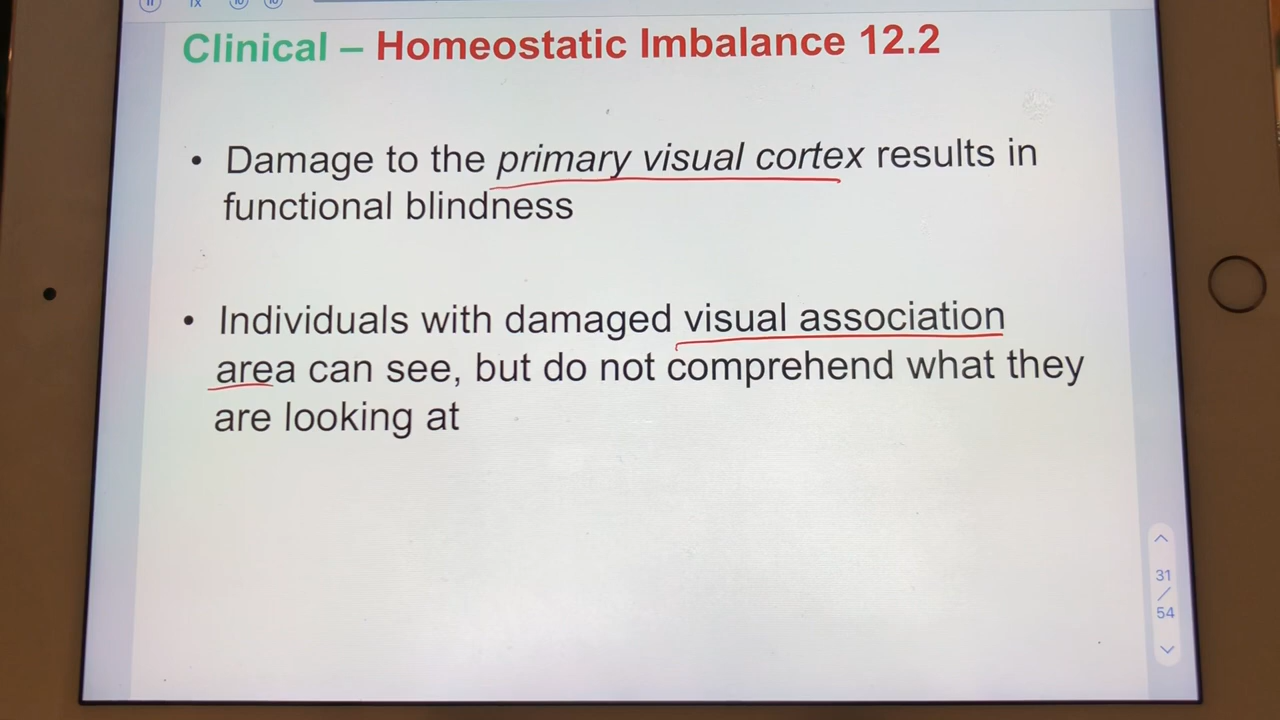 Clinical – Homeostatic Imbalance 12.2
• Damage to the primary visual cortex results in
functional blindness
• Individuals with damaged visual association
area can see, but do not comprehend what they
are looking at
31
/
54